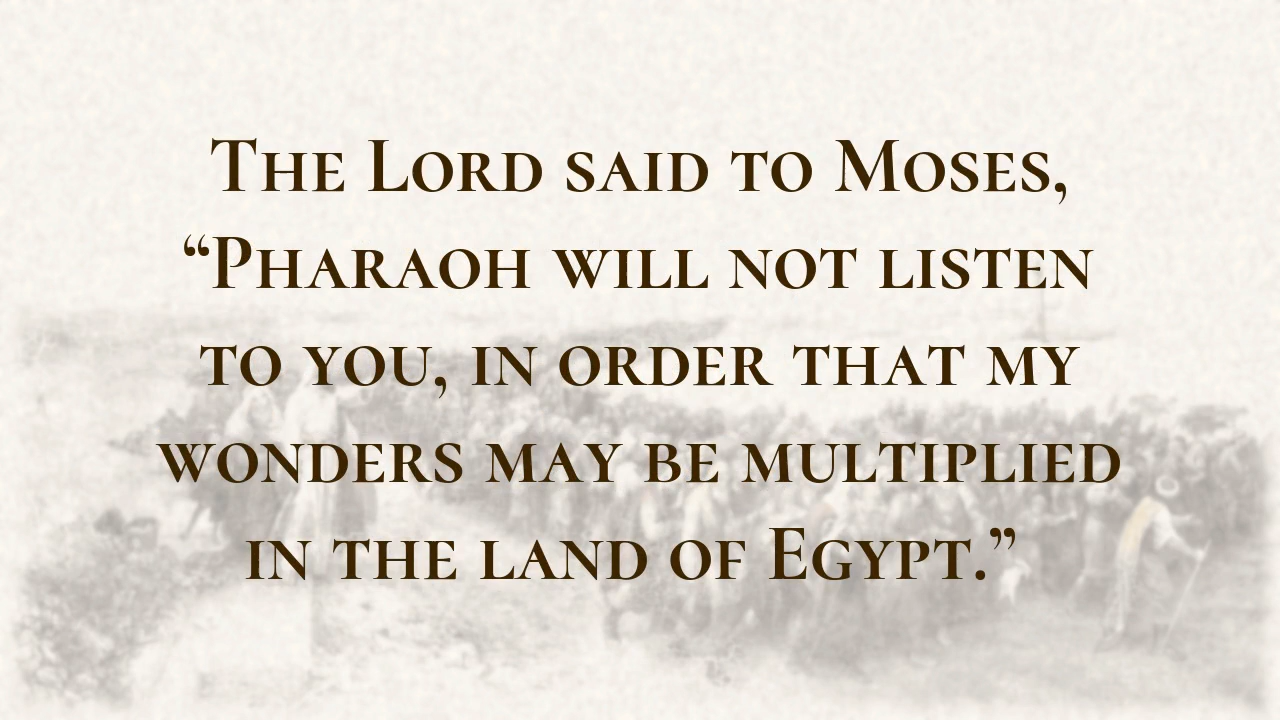 The Lord said to Moses,
“Pharaoh will not listen
to you, in order that my
wonders may be multiplied
in the land of Egypt.”